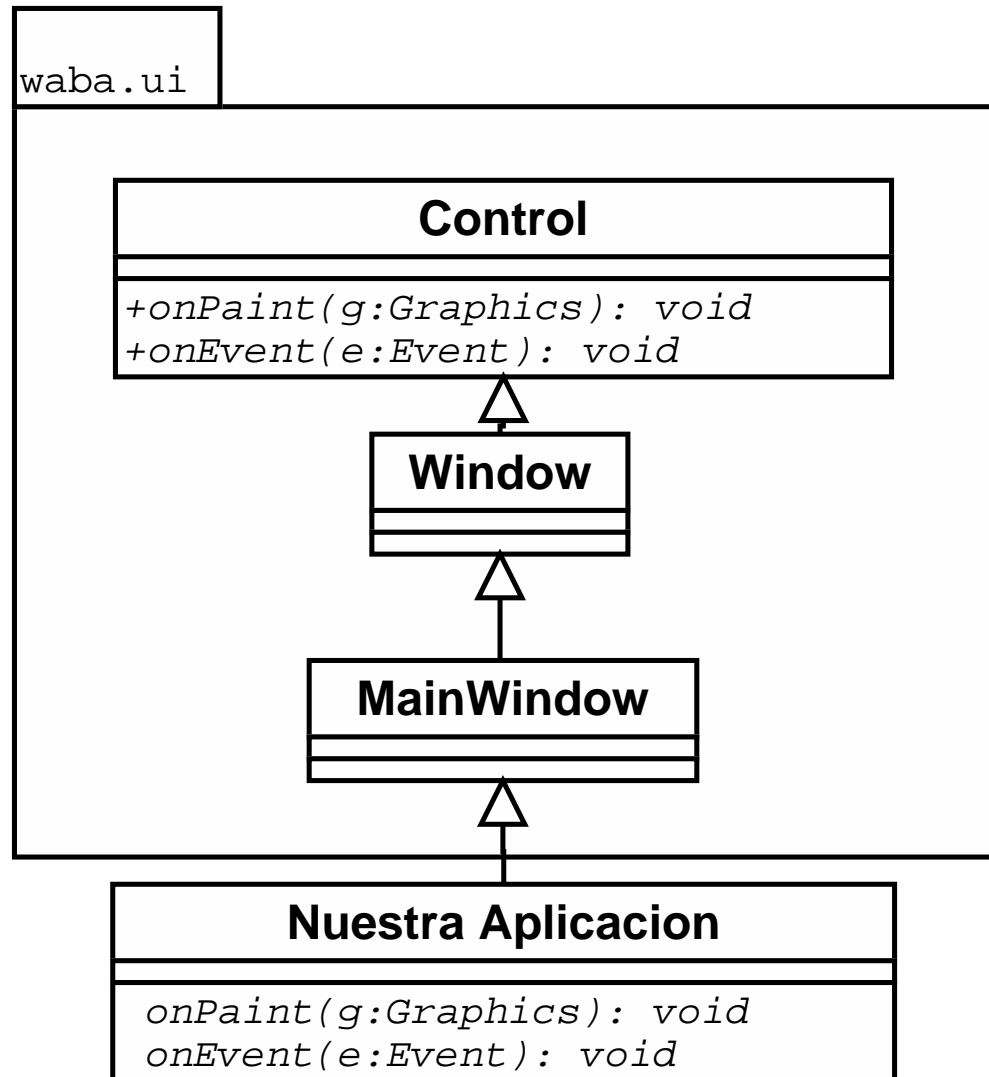 waba.ui
Control
+onPaint(g:Graphics): void
+onEvent(e:Event): void
Window
MainWindow
Nuestra Aplicacion
onPaint(g:Graphics): void
onEvent(e:Event): void